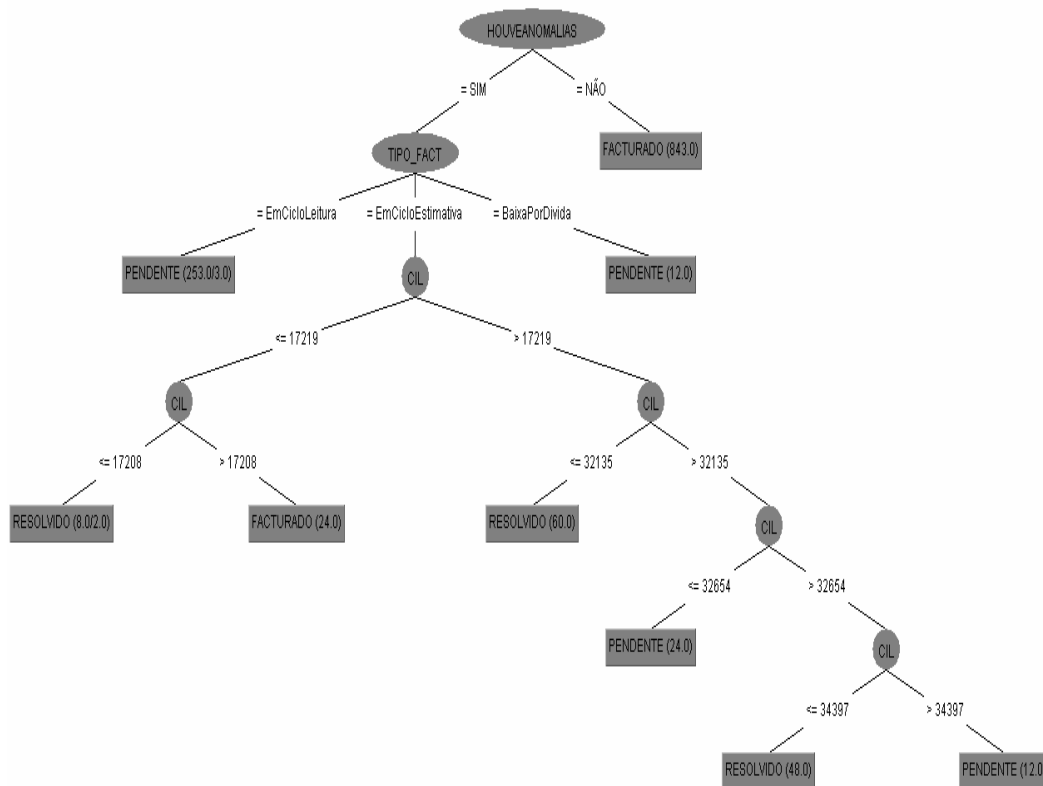 HOUVEANOMALIAS
= SIM
= NÃO
TIPO_FACT
FACTURADO (843.0)
= EmCicloLeitura
= EmCicloEstimativa
= BaixaPorDivida
PENDENTE (253.0/3.0)
CIL
PENDENTE (12.0)
<= 17219
> 17219
CIL
CIL
<= 17208
> 17208
<= 32135
> 32135
RESOLVIDO (8.0/2.0)
FACTURADO (24.0)
RESOLVIDO (60.0)
CIL
<= 32654
> 32654
PENDENTE (24.0)
CIL
<= 34397
> 34397
RESOLVIDO (48.0)
PENDENTE (12.0